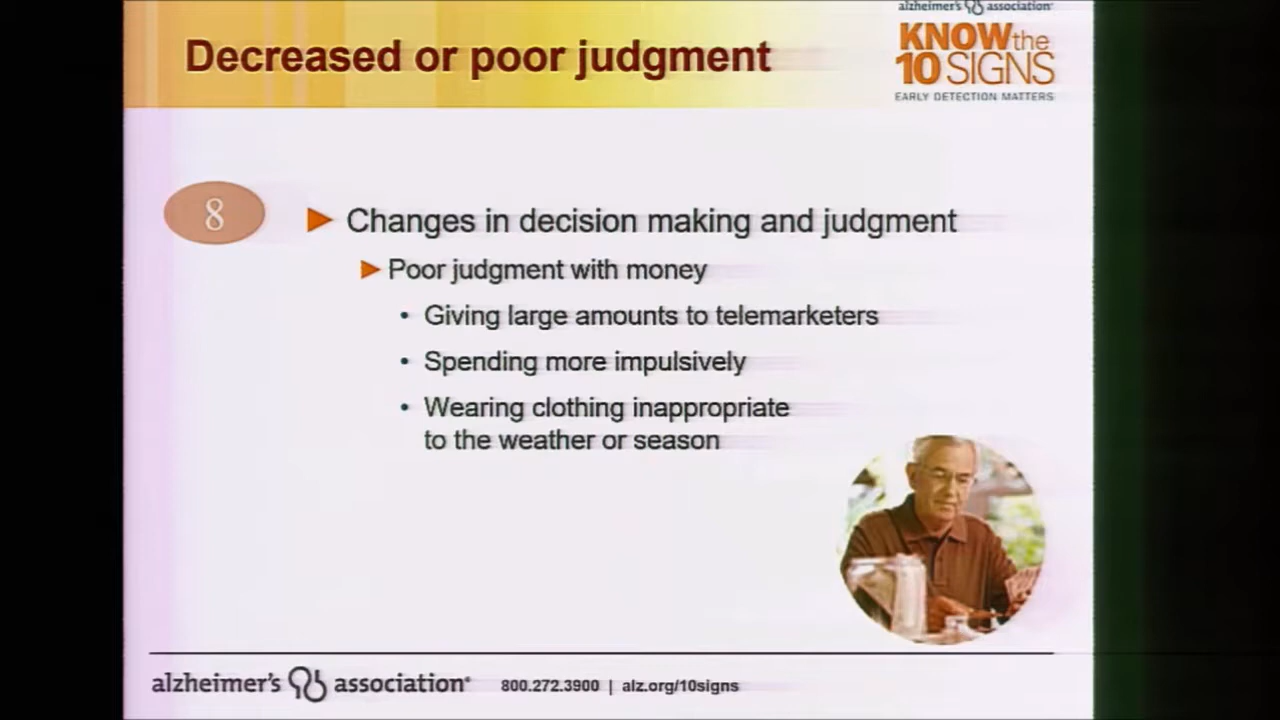 alzheimer's association®
KNOW the
10 SIGNS
EARLY DETECTION MATTERS
Decreased or poor judgment
8
Changes in decision making and judgment
Poor judgment with money
• Giving large amounts to telemarketers
• Spending more impulsively
• Wearing clothing inappropriate
to the weather or season
alzheimer's association®
800.272.3900 | alz.org/10signs